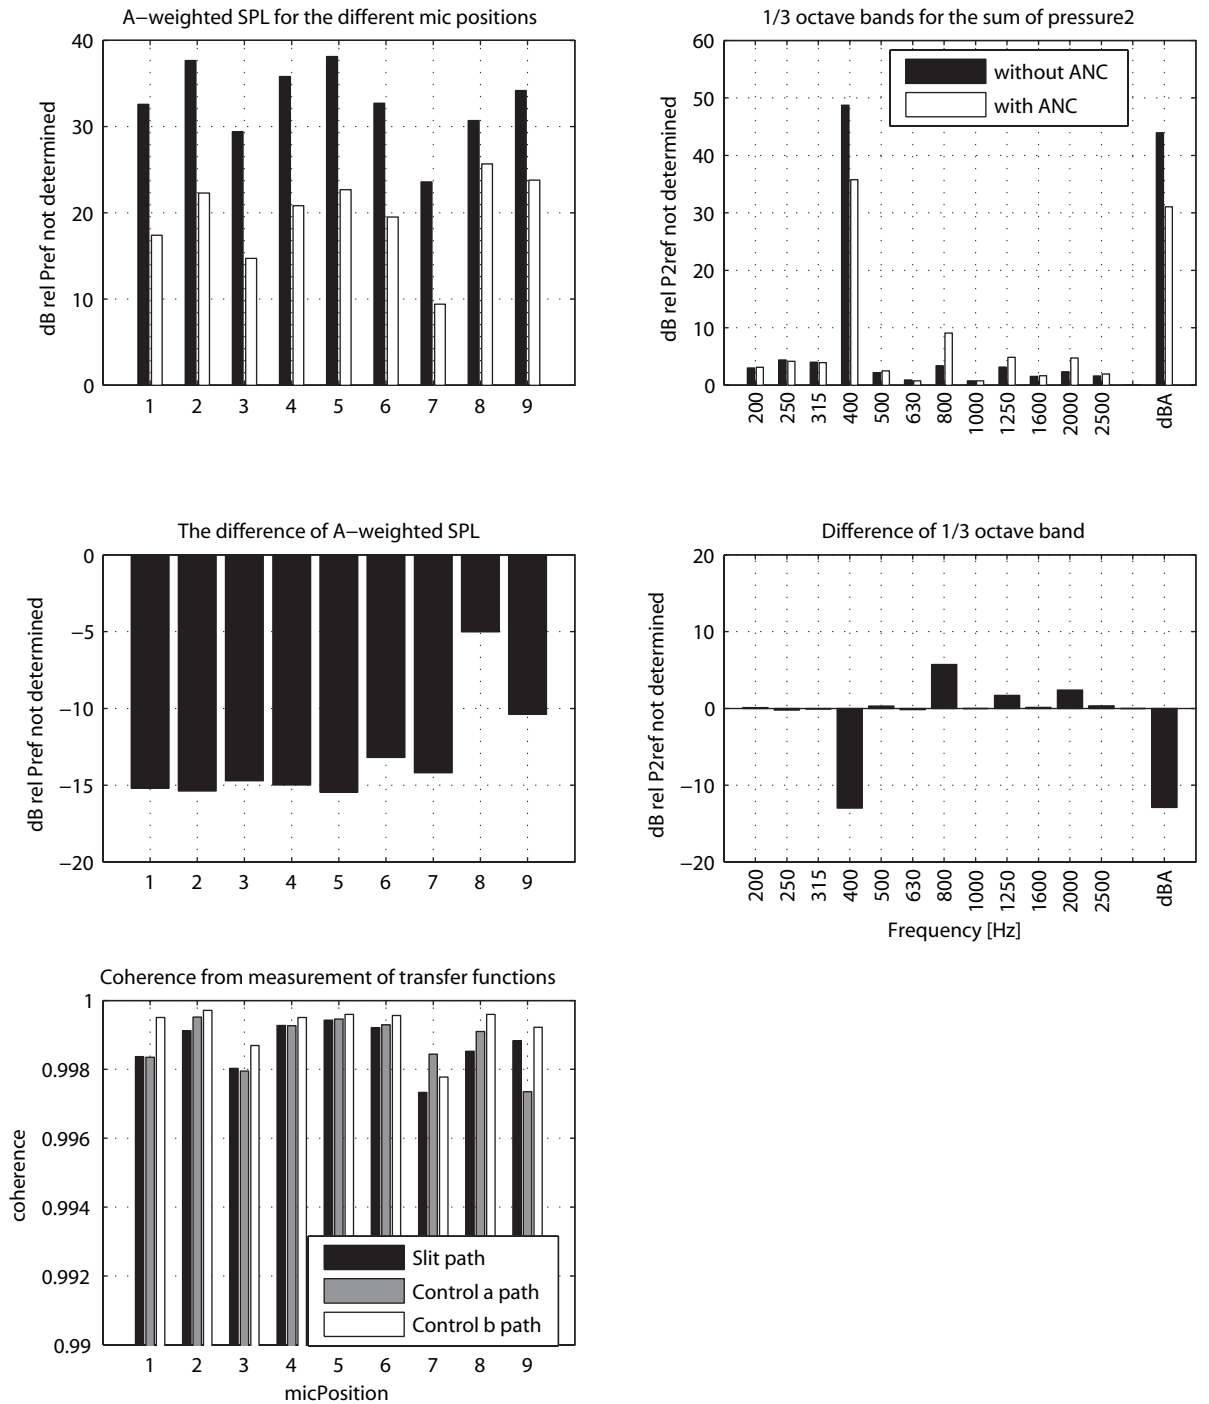 A−weighted SPL for the different mic positions
40
30
20
10
0
dB rel Pref not determined
1 2 3 4 5 6 7 8 9
1/3 octave bands for the sum of pressure2
60
50
40
30
20
10
0
dB rel P2ref not determined
without ANC
with ANC
200 250 315 400 500 630 800 1000 1250 1600 2000 2500 dBA
The difference of A−weighted SPL
0
−5
−10
−15
−20
dB rel Pref not determined
1 2 3 4 5 6 7 8 9
Difference of 1/3 octave band
20
10
0
−10
−20
dB rel P2ref not determined
200 250 315 400 500 630 800 1000 1250 1600 2000 2500 dBA
Frequency [Hz]
Coherence from measurement of transfer functions
1
0.998
0.996
0.994
0.992
0.99
coherence
Slit path
Control a path
Control b path
1 2 3 4 5 6 7 8 9
micPosition